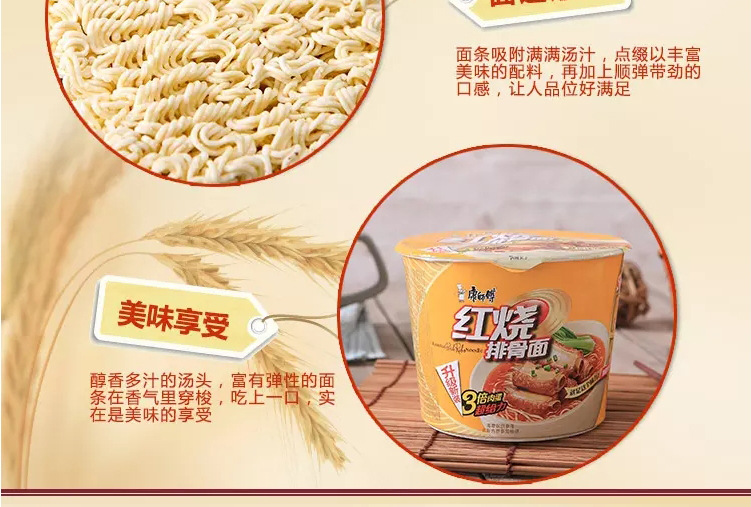 面条吸附满满汤汁，点缀以丰富
美味的配料，再加上顺弹带劲的
口感，让人品位好满足
美味享受
醇香多汁的汤头，富有弹性的面
条在香气里穿梭，吃上一口，实
在是美味的享受
康师傅
红烧
排骨面
升级新装
3倍肉蛋
超给力